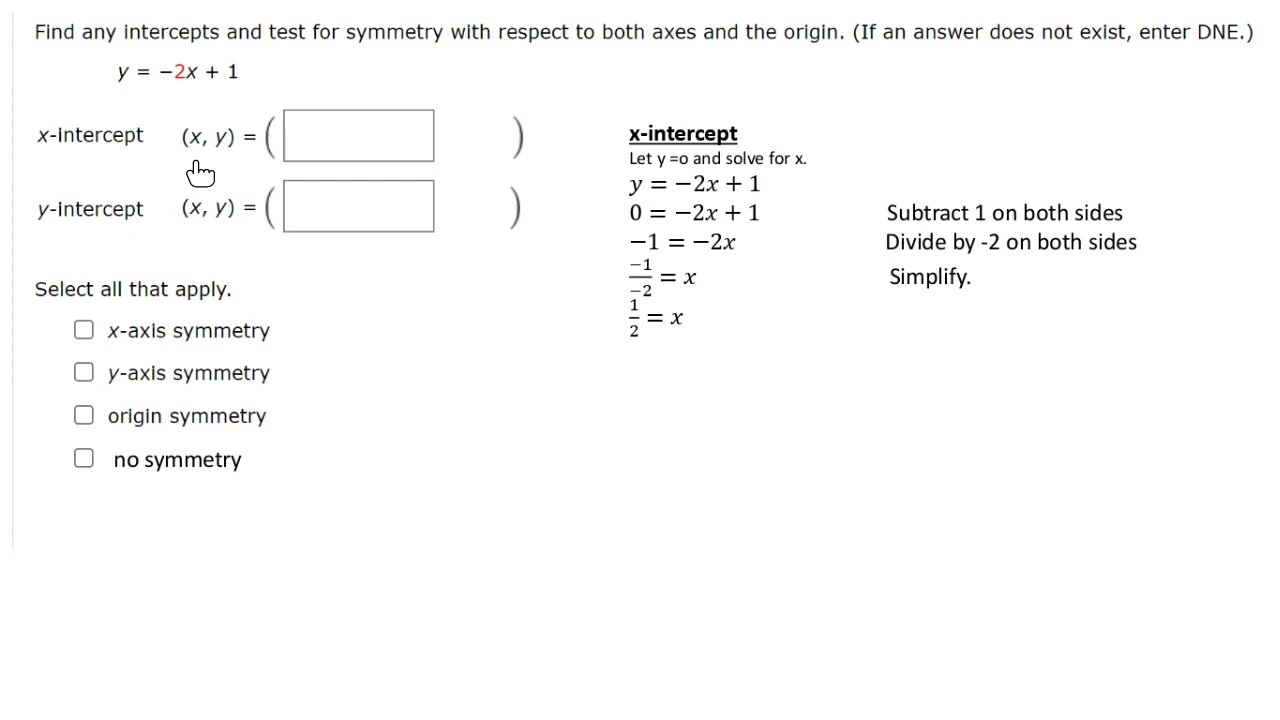 Find any intercepts and test for symmetry with respect to both axes and the origin. (If an answer does not exist, enter DNE.)
y = −2x + 1
x-intercept (x, y) = ( )
y-intercept (x, y) = ( )
Select all that apply.
x-axis symmetry
y-axis symmetry
origin symmetry
no symmetry
x-intercept
Let y =o and solve for x.
y = −2x + 1
0 = −2x + 1 Subtract 1 on both sides
−1 = −2x Divide by -2 on both sides
−1/−2 = x Simplify.
1/2 = x